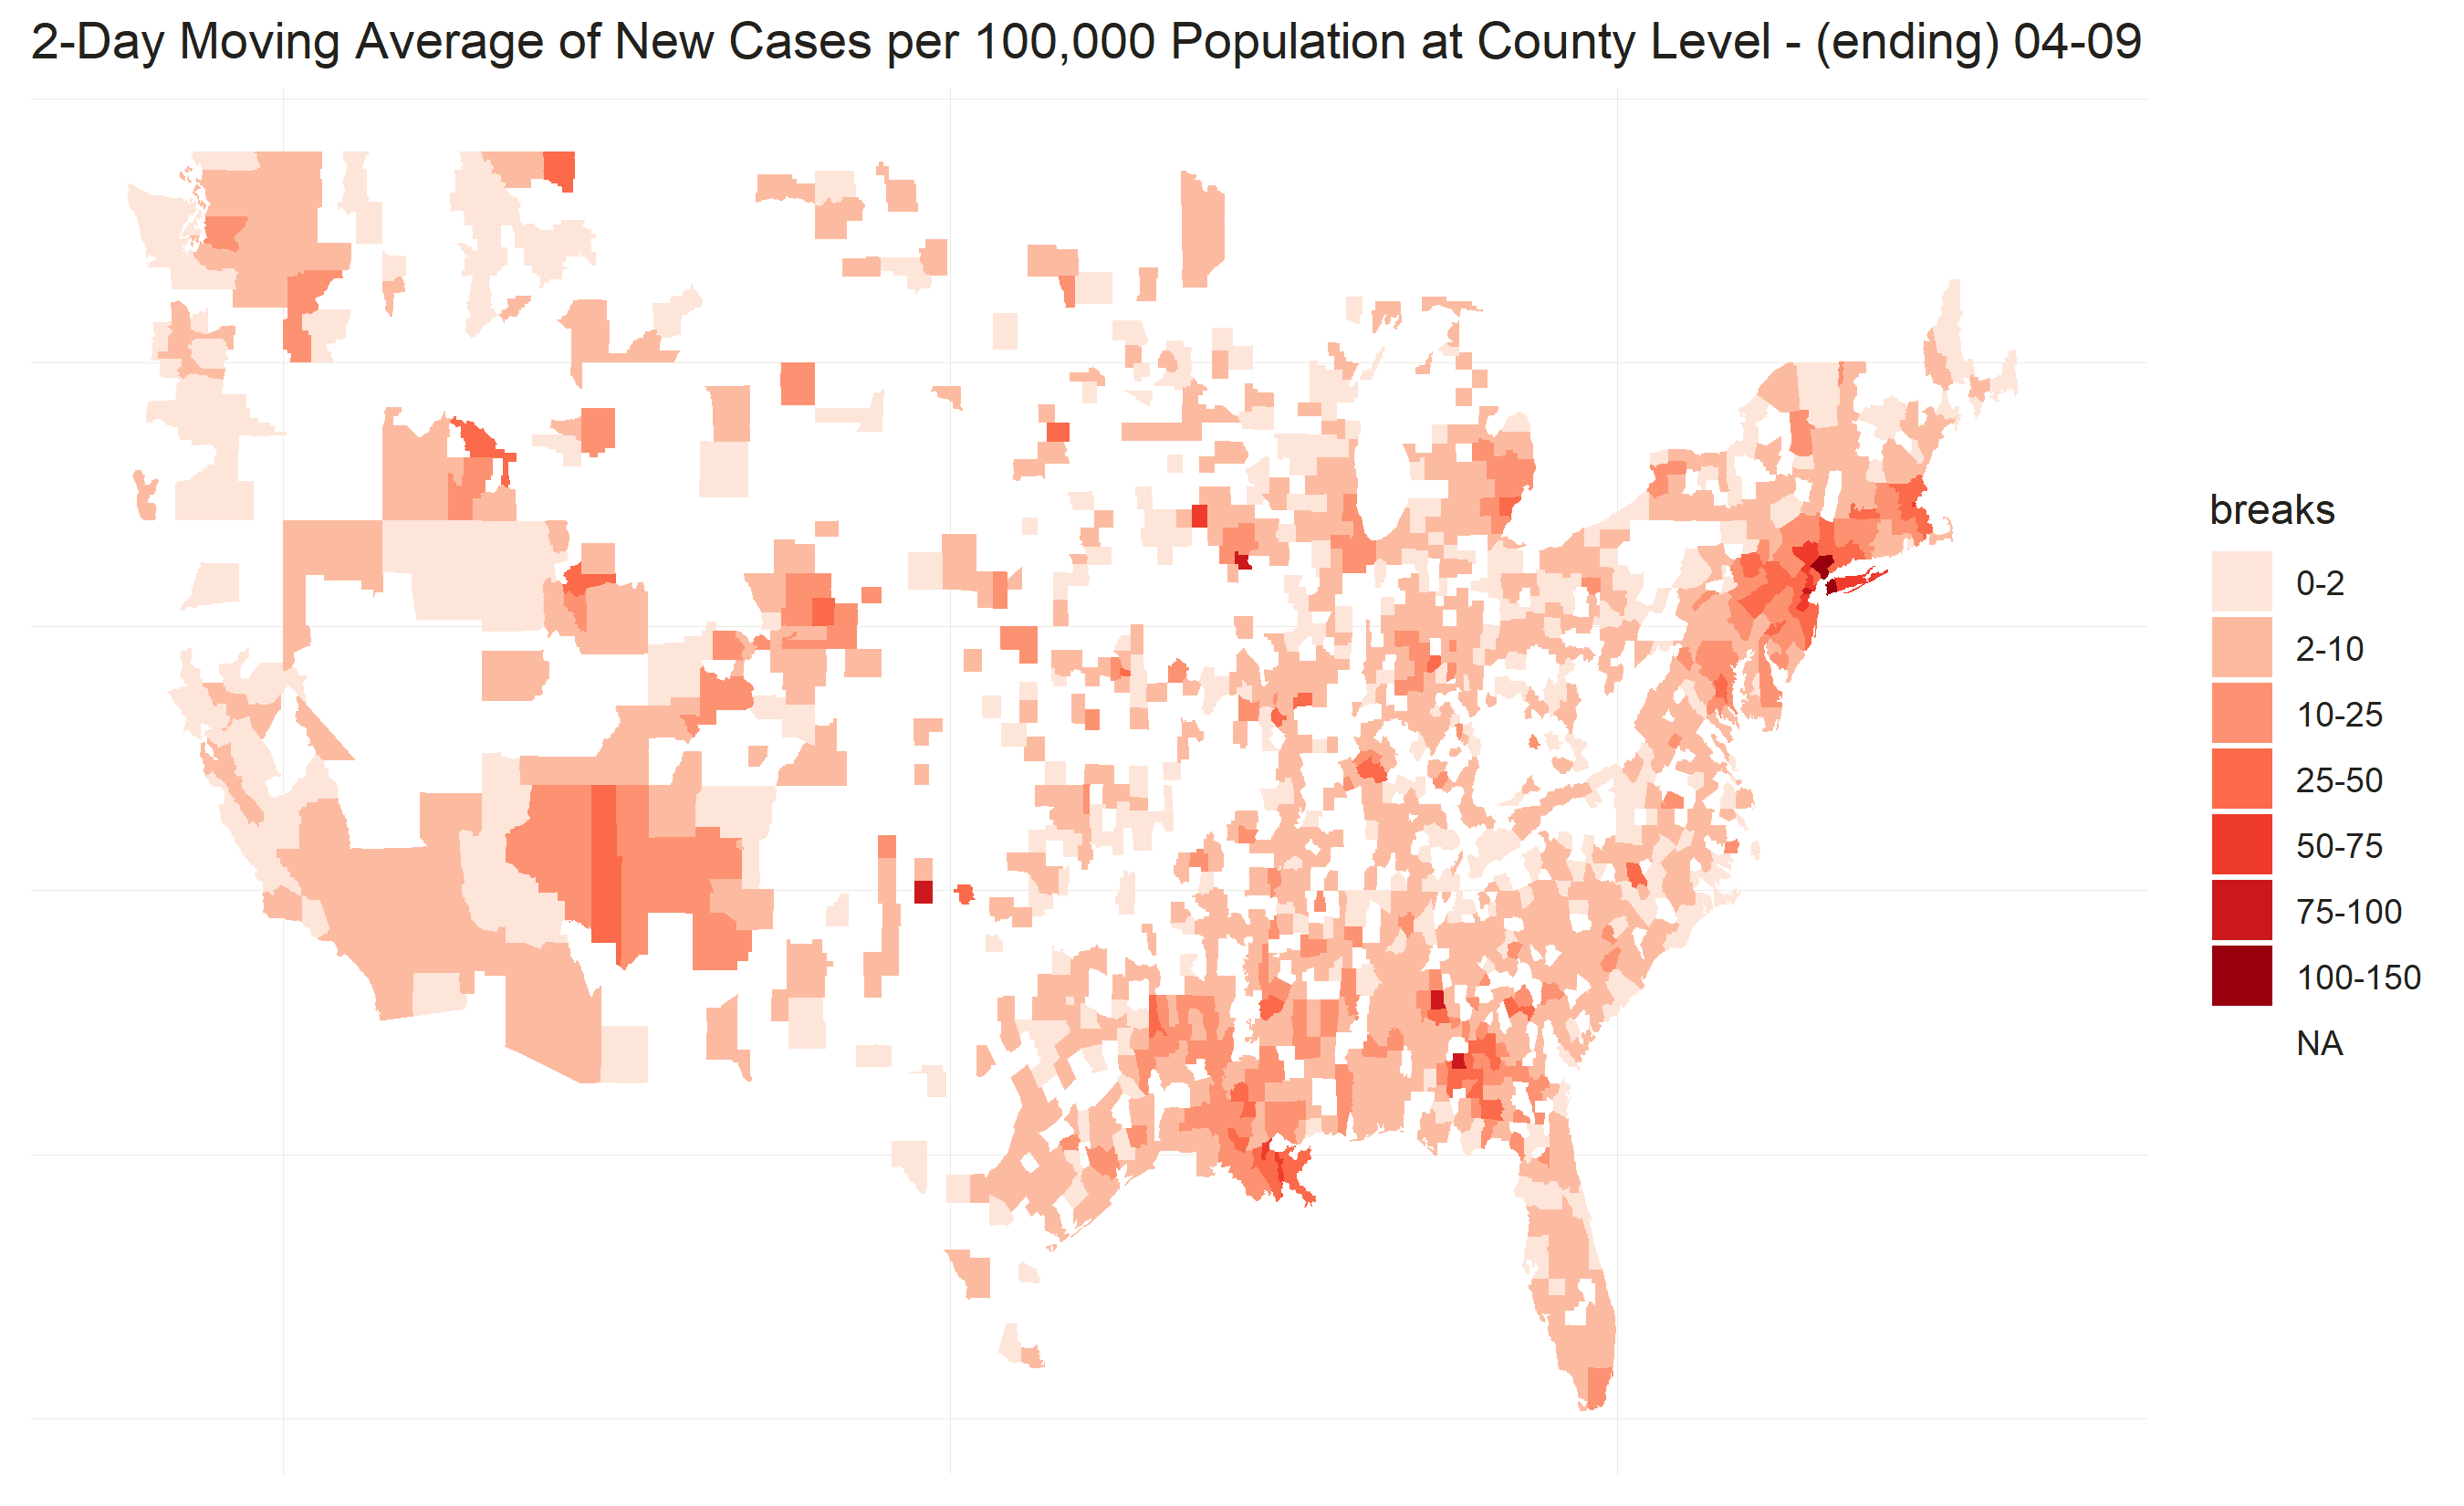 2-Day Moving Average of New Cases per 100,000 Population at County Level - (ending) 04-09
breaks
0-2
2-10
10-25
25-50
50-75
75-100
100-150
NA